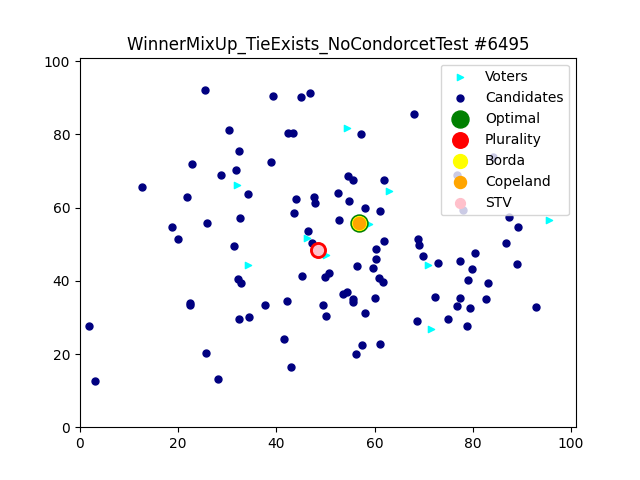 WinnerMixUp_TieExists_NoCondorcetTest #6495
100
80
60
40
20
0
0 20 40 60 80 100
Voters
Candidates
Optimal
Plurality
Borda
Copeland
STV